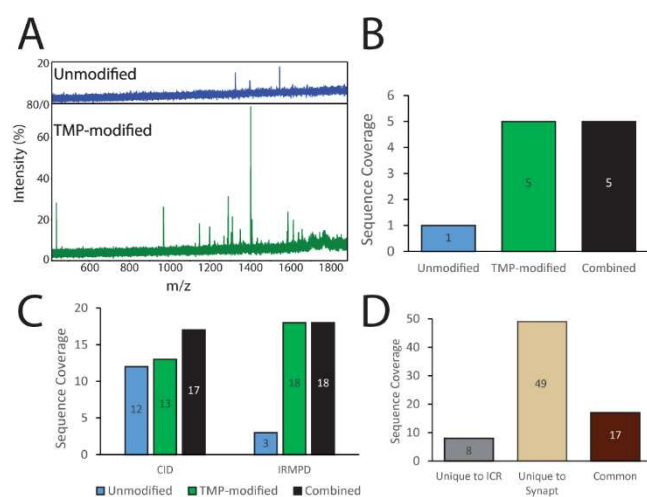 A
Unmodified
TMP-modified
20
80/0
60
40
20
0
Intensity (%)
600 800 1000 1200 1400 1600 1800
m/z
B
Sequence Coverage
6
5
4
3
2
1
0
1
5
5
Unmodified TMP-modified Combined
C
Sequence Coverage
20
15
10
5
0
12
13
17
3
18
18
CID IRMPD
Unmodified TMP-modified Combined
D
Sequence Coverage
50
40
30
20
10
0
8
49
17
Unique to ICR Unique to Common
Synapt